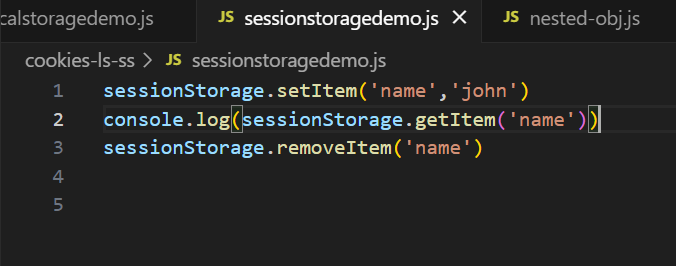 calstoragedemo.js JS sessionstoragedemo.js JS nested-obj.js
cookies-ls-ss > JS sessionstoragedemo.js
1 sessionStorage.setItem('name','john')
2 console.log(sessionStorage.getItem('name'))
3 sessionStorage.removeItem('name')
4
5